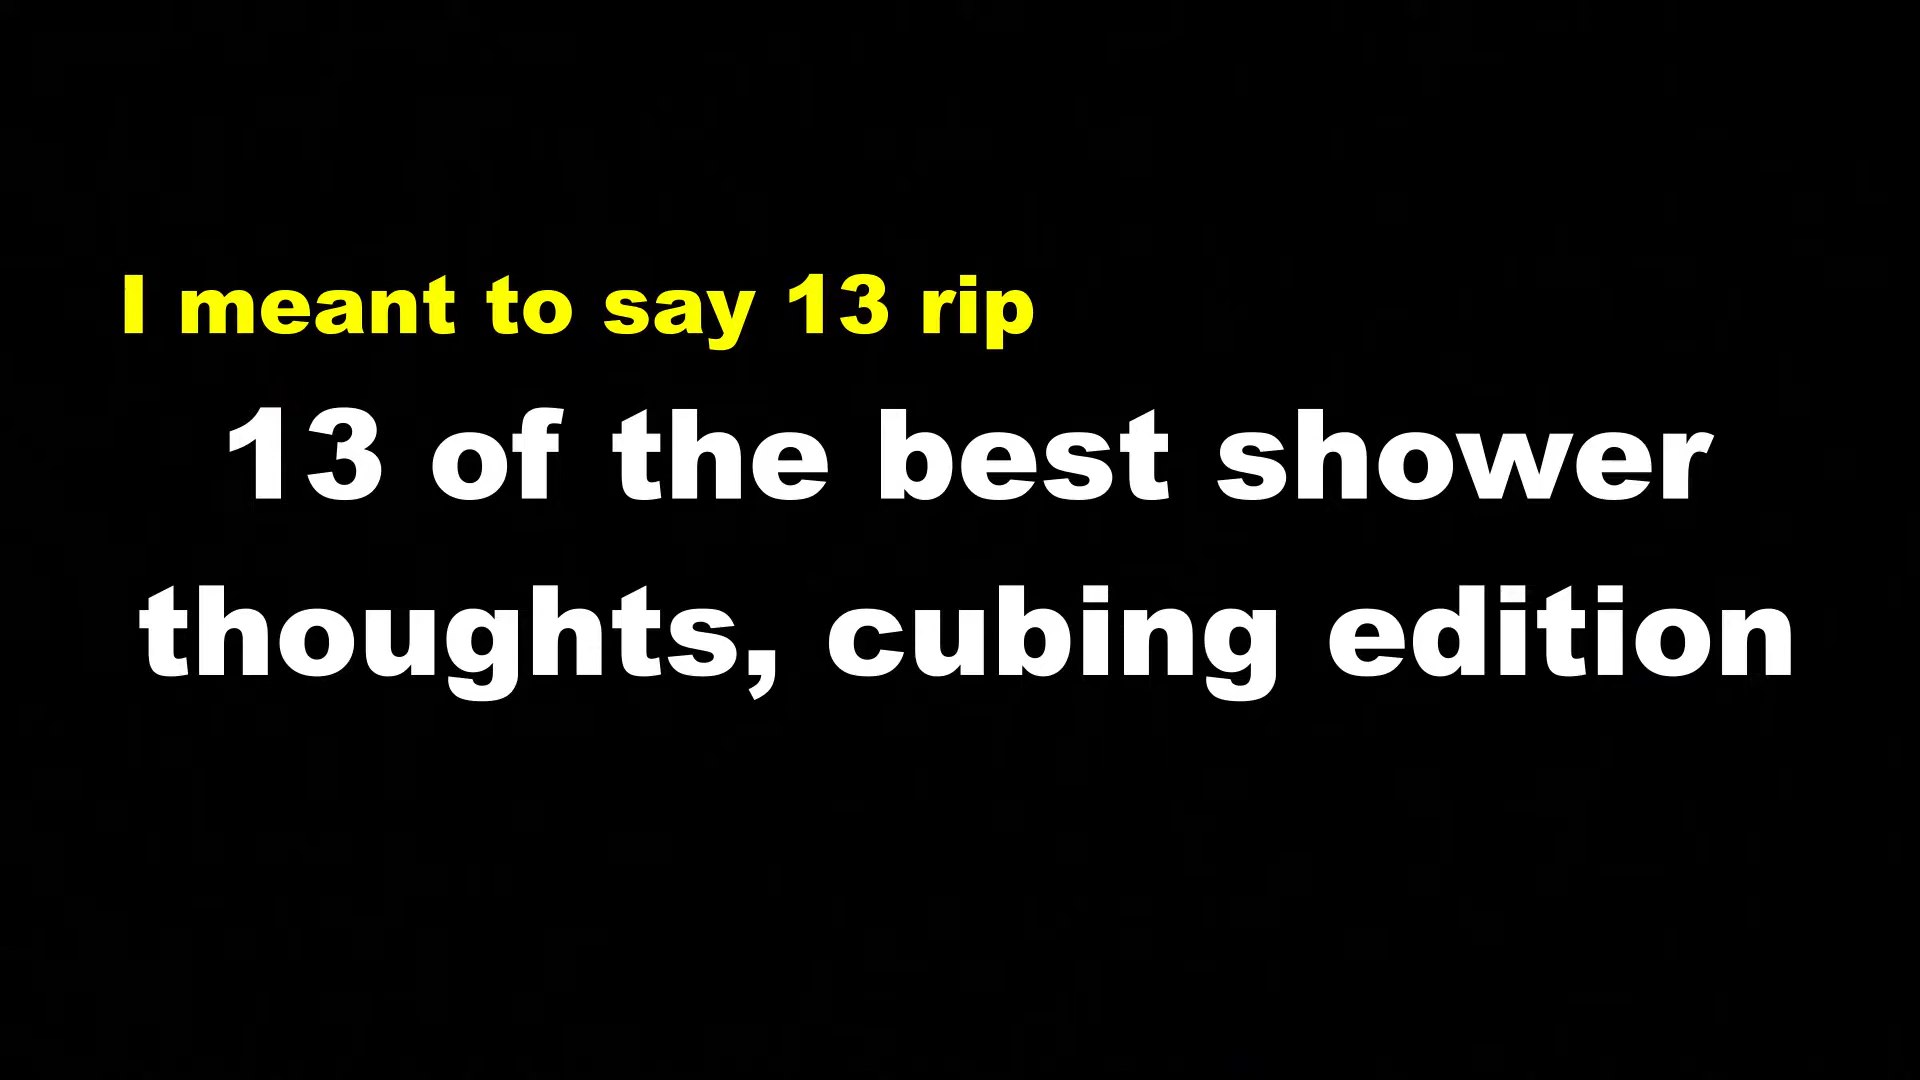 I meant to say 13 rip
13 of the best shower
thoughts, cubing edition